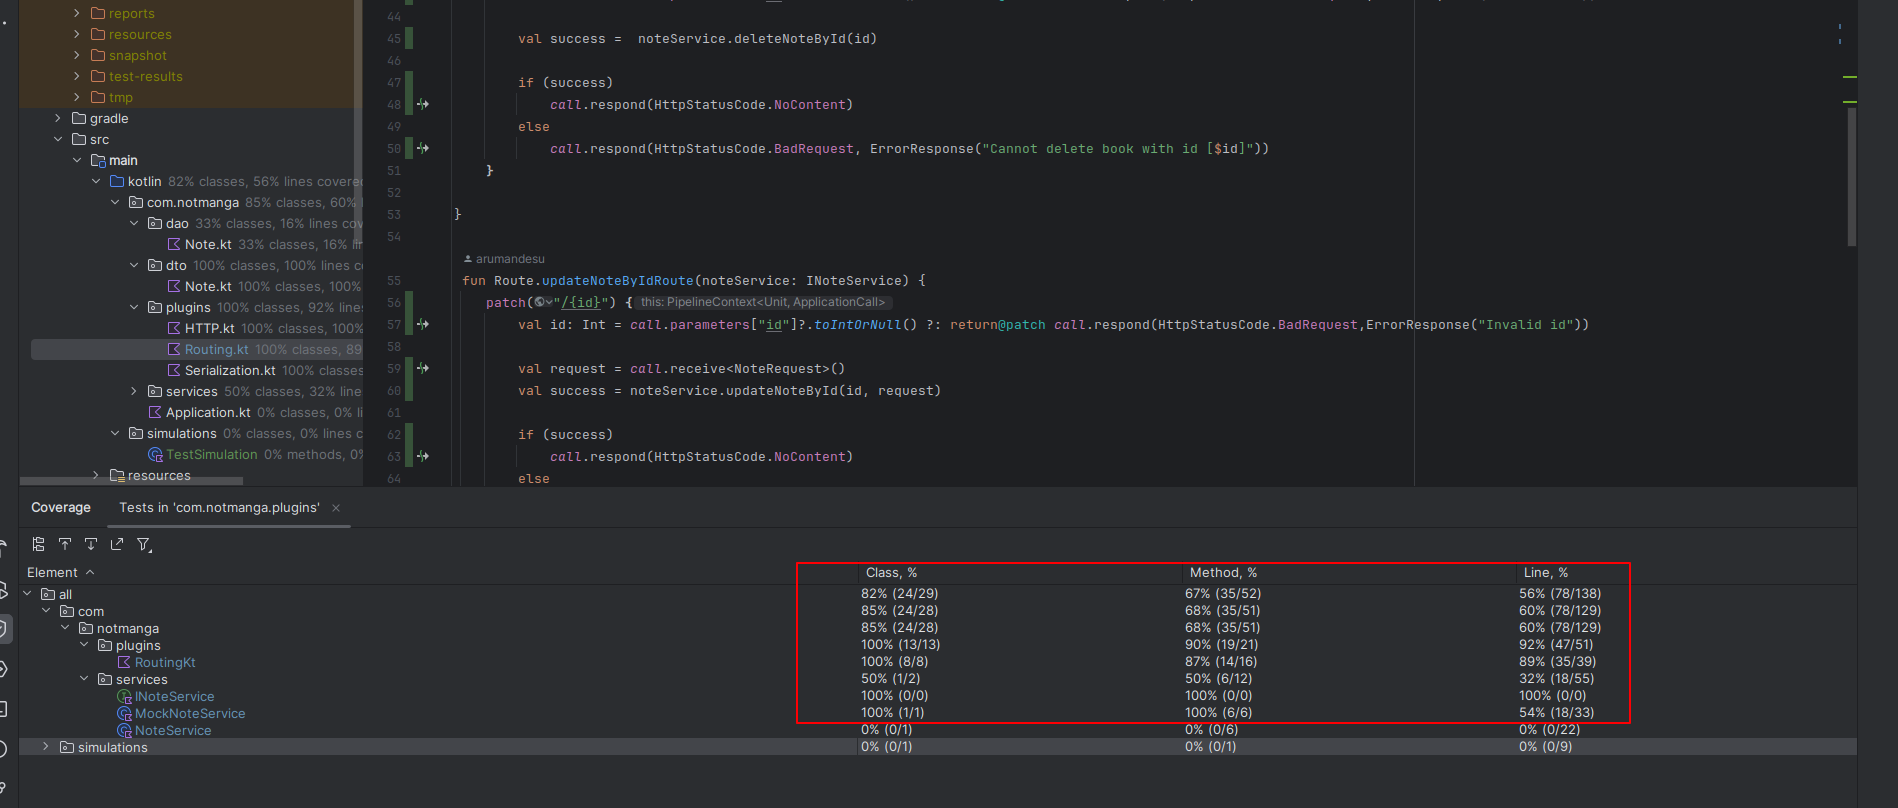 reports
resources
snapshot
test-results
tmp
gradle
src
main
kotlin 82% classes, 56% lines covered
com.notmanga 85% classes, 60% l
dao 33% classes, 16% lines cov
Note.kt 33% classes, 16% li
dto 100% classes, 100% lines c
Note.kt 100% classes, 100%
plugins 100% classes, 92% lines
HTTP.kt 100% classes, 100%
Routing.kt 100% classes, 89
Serialization.kt 100% classes
services 50% classes, 32% line
Application.kt 0% classes, 0% li
simulations 0% classes, 0% lines c
TestSimulation 0% methods, 0%
resources
44
45 val success =  noteService.deleteNoteById(id)
46
47 if (success)
48 call.respond(HttpStatusCode.NoContent)
49 else
50 call.respond(HttpStatusCode.BadRequest, ErrorResponse("Cannot delete book with id [$id]"))
51 }
52
53 }
54
arumandesu
55 fun Route.updateNoteByIdRoute(noteService: INoteService) {
56 patch("/{id}") { this: PipelineContext<Unit, ApplicationCall>
57 val id: Int = call.parameters["id"]?.toIntOrNull() ?: return@patch call.respond(HttpStatusCode.BadRequest,ErrorResponse("Invalid id"))
58
59 val request = call.receive<NoteRequest>()
60 val success = noteService.updateNoteById(id, request)
61
62 if (success)
63 call.respond(HttpStatusCode.NoContent)
64 else
Coverage Tests in 'com.notmanga.plugins' ×
Element Class, % Method, % Line, %
all 82% (24/29) 67% (35/52) 56% (78/138)
com 85% (24/28) 68% (35/51) 60% (78/129)
notmanga 85% (24/28) 68% (35/51) 60% (78/129)
plugins 100% (13/13) 90% (19/21) 92% (47/51)
RoutingKt 100% (8/8) 87% (14/16) 89% (35/39)
services 50% (1/2) 50% (6/12) 32% (18/55)
INoteService 100% (0/0) 100% (0/0) 100% (0/0)
MockNoteService 100% (1/1) 100% (6/6) 54% (18/33)
NoteService 0% (0/1) 0% (0/6) 0% (0/22)
simulations 0% (0/1) 0% (0/1) 0% (0/9)